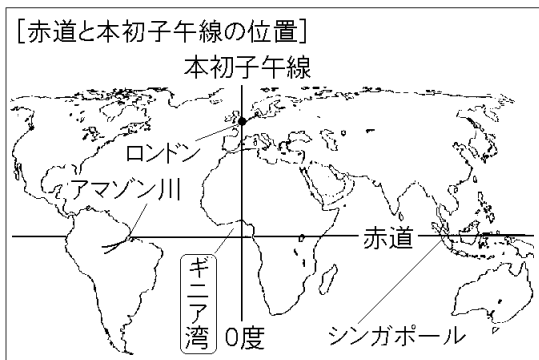 [赤道と本初子午線の位置]
本初子午線
ロンドン
アマゾン川
赤道
ギニア湾
0度
シンガポール